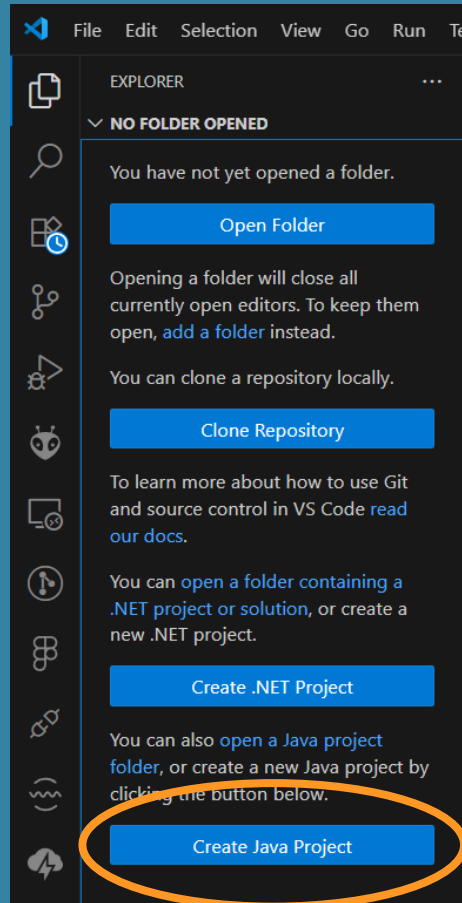 File Edit Selection View Go Run Te
EXPLORER ...
NO FOLDER OPENED
You have not yet opened a folder.
Open Folder
Opening a folder will close all
currently open editors. To keep them
open, add a folder instead.
You can clone a repository locally.
Clone Repository
To learn more about how to use Git
and source control in VS Code read
our docs.
You can open a folder containing a
.NET project or solution, or create a
new .NET project.
Create .NET Project
You can also open a Java project
folder, or create a new Java project by
clicking the button below.
Create Java Project